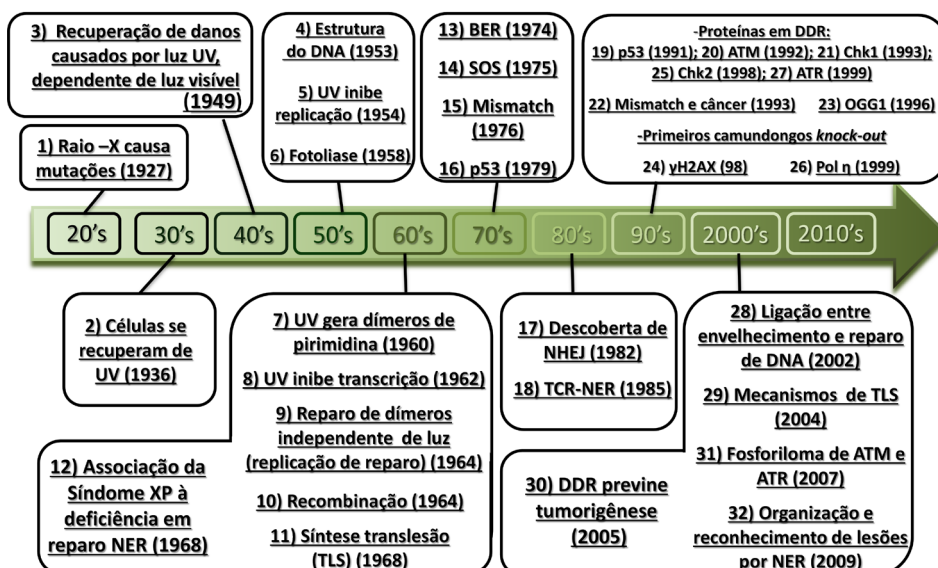 3) Recuperação de danos
causados por luz UV,
dependente de luz visível
(1949)
1) Raio –X causa
mutações (1927)
4) Estrutura
do DNA (1953)
5) UV inibe
replicação (1954)
6) Fotoliase (1958)
13) BER (1974)
14) SOS (1975)
15) Mismatch
(1976)
16) p53 (1979)
-Proteínas em DDR:
19) p53 (1991); 20) ATM (1992); 21) Chk1 (1993);
25) Chk2 (1998); 27) ATR (1999)
22) Mismatch e câncer (1993) 23) OGG1 (1996)
-Primeiros camundongos knock-out
24) γH2AX (98) 26) Pol η (1999)
20's 30's 40's 50's 60's 70's 80's 90's 2000's 2010's
2) Células se
recuperam de
UV (1936)
12) Associação da
Síndome XP à
deficiência em
reparo NER (1968)
7) UV gera dímeros de
pirimidina (1960)
8) UV inibe transcrição (1962)
9) Reparo de dímeros
independente de luz
(replicação de reparo) (1964)
10) Recombinação (1964)
11) Síntese translesão
(TLS) (1968)
17) Descoberta de
NHEJ (1982)
18) TCR-NER (1985)
30) DDR previne
tumorigênese
(2005)
28) Ligação entre
envelhecimento e reparo
de DNA (2002)
29) Mecanismos de TLS
(2004)
31) Fosforiloma de ATM e
ATR (2007)
32) Organização e
reconhecimento de lesões
por NER (2009)